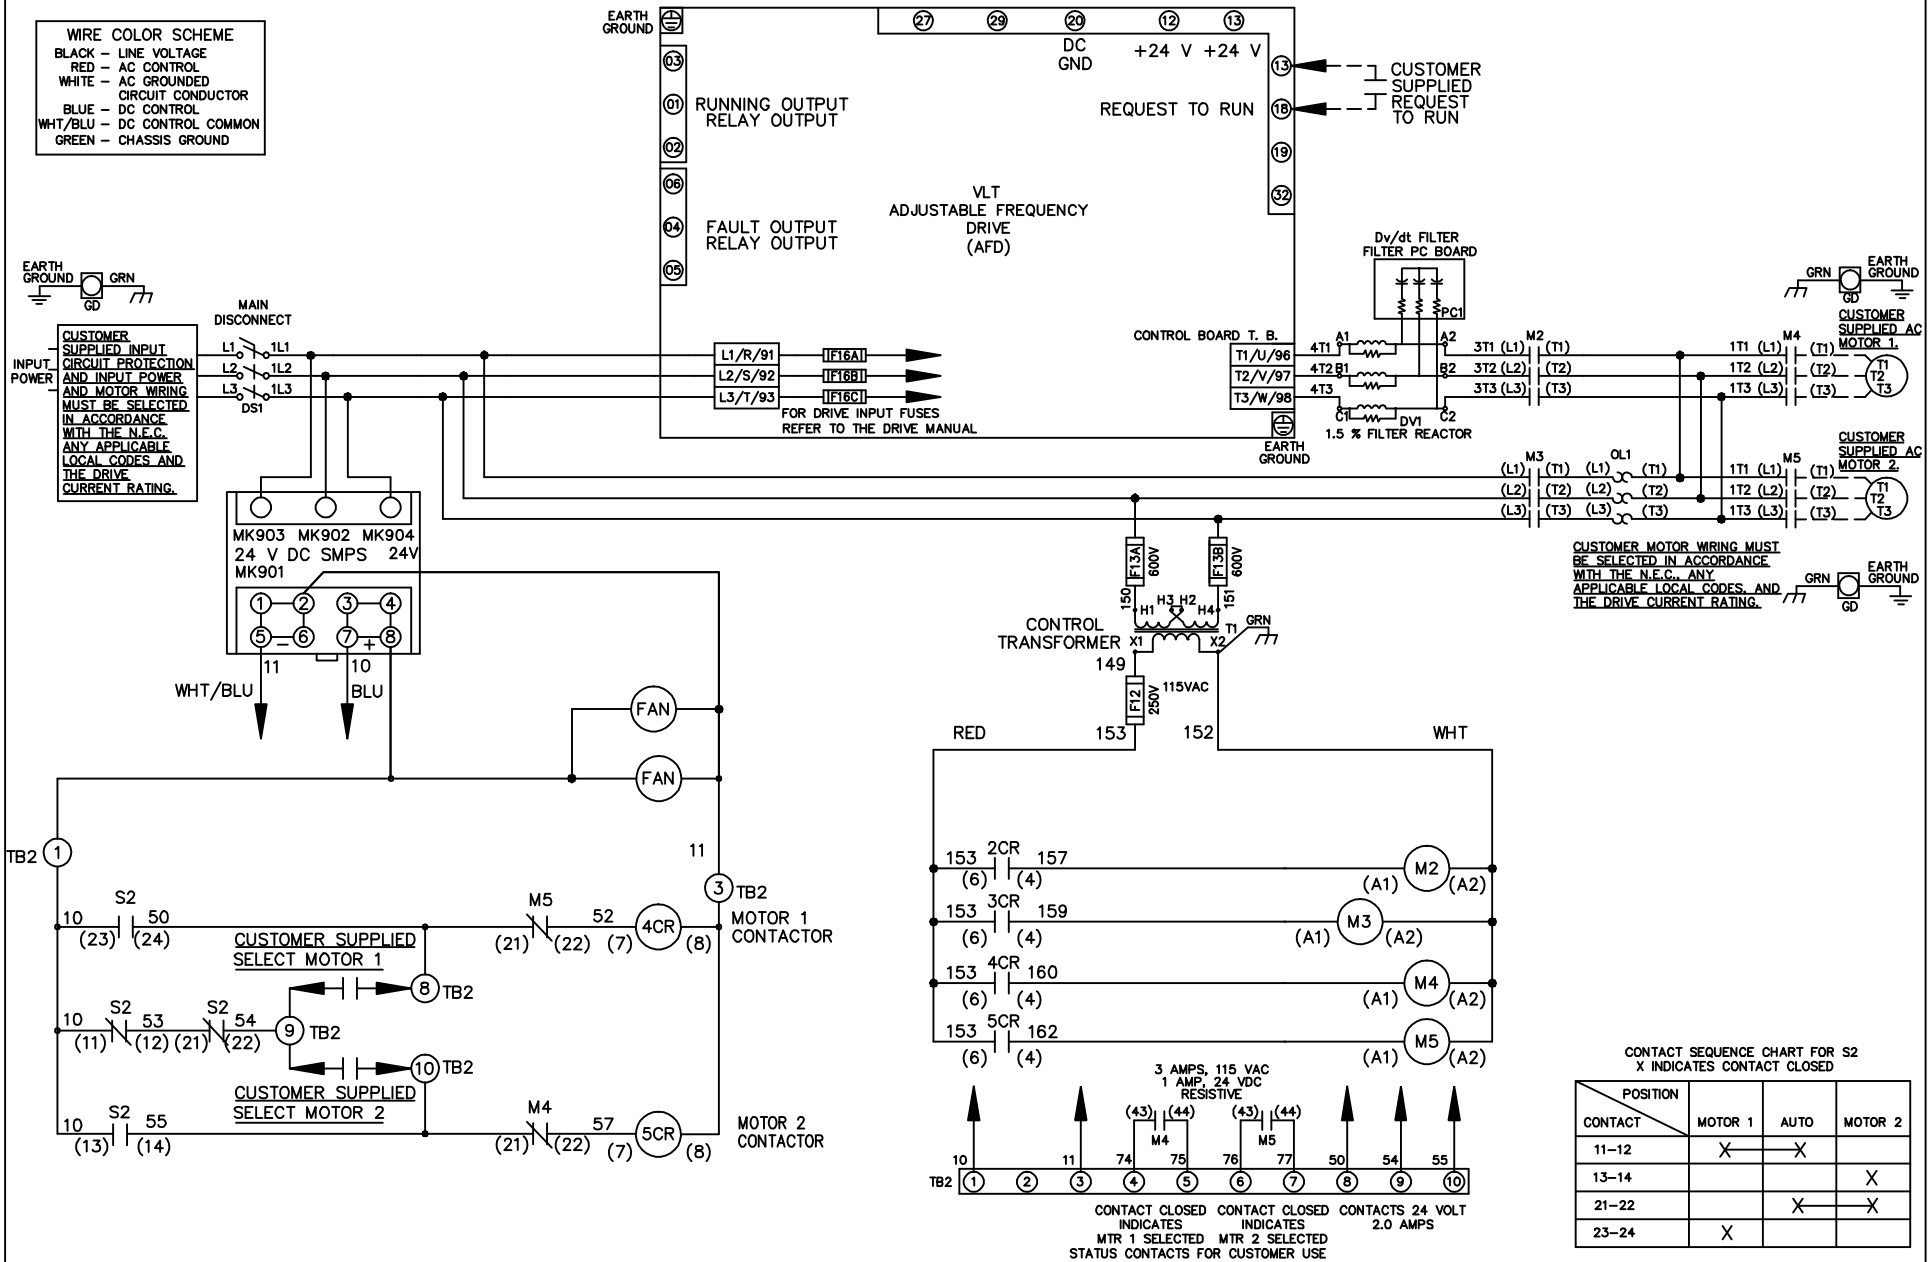 WIRE COLOR SCHEME
BLACK – LINE VOLTAGE
RED – AC CONTROL
WHITE – AC GROUNDED
CIRCUIT CONDUCTOR
BLUE – DC CONTROL
WHT/BLU – DC CONTROL COMMON
GREEN – CHASSIS GROUND
EARTH
GROUND
27 29 20 12 13
DC
GND
+24 V +24 V
03
01
02
RUNNING OUTPUT
RELAY OUTPUT
06
04
05
FAULT OUTPUT
RELAY OUTPUT
VLT
ADJUSTABLE FREQUENCY
DRIVE
(AFD)
REQUEST TO RUN
13
18
19
32
CUSTOMER
SUPPLIED
REQUEST
TO RUN
EARTH
GROUND
GRN
GD
CUSTOMER
SUPPLIED INPUT
CIRCUIT PROTECTION
AND INPUT POWER
AND MOTOR WIRING
MUST BE SELECTED
IN ACCORDANCE
WITH THE N.E.C.
ANY APPLICABLE
LOCAL CODES AND
THE DRIVE
CURRENT RATING.
INPUT
POWER
MAIN
DISCONNECT
L1 1L1
L2 1L2
L3 1L3
DS1
L1/R/91 F16A
L2/S/92 F16B
L3/T/93 F16C
FOR DRIVE INPUT FUSES
REFER TO THE DRIVE MANUAL
CONTROL BOARD T. B.
T1/U/96
T2/V/97
T3/W/98
EARTH
GROUND
Dv/dt FILTER
FILTER PC BOARD
PC1
4T1 A1 A2
4T2 B1 B2
4T3 C1 C2
DV1
1.5 % FILTER REACTOR
M2
3T1 (L1) (T1)
3T2 (L2) (T2)
3T3 (L3) (T3)
M4
1T1 (L1) (T1)
1T2 (L2) (T2)
1T3 (L3) (T3)
T1
T2
T3
GRN
GD
EARTH
GROUND
CUSTOMER
SUPPLIED AC
MOTOR 1.
M3 OL1
(L1) (T1) (L1) (T1)
(L2) (T2) (L2) (T2)
(L3) (T3) (L3) (T3)
M5
1T1 (L1) (T1)
1T2 (L2) (T2)
1T3 (L3) (T3)
T1
T2
T3
CUSTOMER
SUPPLIED AC
MOTOR 2.
CUSTOMER MOTOR WIRING MUST
BE SELECTED IN ACCORDANCE
WITH THE N.E.C., ANY
APPLICABLE LOCAL CODES, AND
THE DRIVE CURRENT RATING.
GRN
GD
EARTH
GROUND
MK903 MK902 MK904
24 V DC SMPS 24V
MK901
1 2 3 4
5 – 6 7 + 8
11 10
WHT/BLU BLU
FAN
FAN
F13A 600V
F13B 600V
150 H1 H3 H2 H4 151
CONTROL
TRANSFORMER
X1 X2 T1 GRN
149
F12 250V
115VAC
153 152
RED WHT
TB2 1
11
3 TB2
10 S2 50
(23) (24)
M5
(21) (22)
52
(7) 4CR (8)
MOTOR 1
CONTACTOR
CUSTOMER SUPPLIED
SELECT MOTOR 1
8 TB2
10 S2 53 S2 54
(11) (12) (21) (22)
9 TB2
10 TB2
CUSTOMER SUPPLIED
SELECT MOTOR 2
10 S2 55
(13) (14)
M4
(21) (22)
57
(7) 5CR (8)
MOTOR 2
CONTACTOR
153 2CR 157
(6) (4)
(A1) M2 (A2)
153 3CR 159
(6) (4)
(A1) M3 (A2)
153 4CR 160
(6) (4)
(A1) M4 (A2)
153 5CR 162
(6) (4)
(A1) M5 (A2)
3 AMPS, 115 VAC
1 AMP, 24 VDC
RESISTIVE
(43) (44) (43) (44)
M4 M5
10 11 74 75 76 77 50 54 55
TB2 1 2 3 4 5 6 7 8 9 10
CONTACT CLOSED
INDICATES
MTR 1 SELECTED
CONTACT CLOSED
INDICATES
MTR 2 SELECTED
STATUS CONTACTS FOR CUSTOMER USE
CONTACTS 24 VOLT
2.0 AMPS
CONTACT SEQUENCE CHART FOR S2
X INDICATES CONTACT CLOSED
POSITION
CONTACT MOTOR 1 AUTO MOTOR 2
11–12 X X
13–14 X
21–22 X X
23–24 X